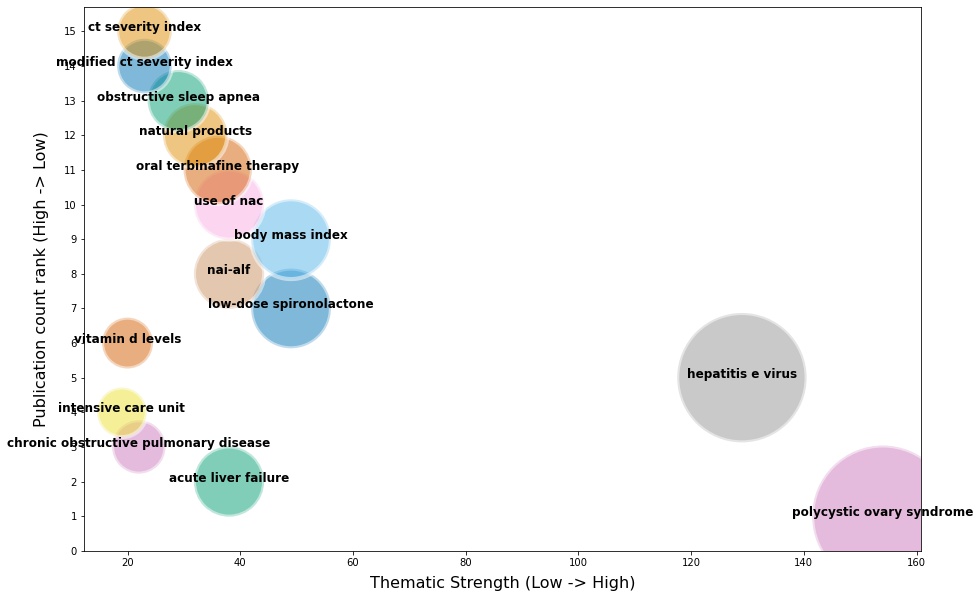 15
ct severity index
14
modified ct severity index
13
obstructive sleep apnea
12
natural products
11
oral terbinafine therapy
10
use of nac
9
body mass index
8
nai-alf
7
low-dose spironolactone
6
vitamin d levels
5
hepatitis e virus
4
intensive care unit
3
chronic obstructive pulmonary disease
2
acute liver failure
1
polycystic ovary syndrome
0
Publication count rank (High -> Low)
20 40 60 80 100 120 140 160
Thematic Strength (Low -> High)